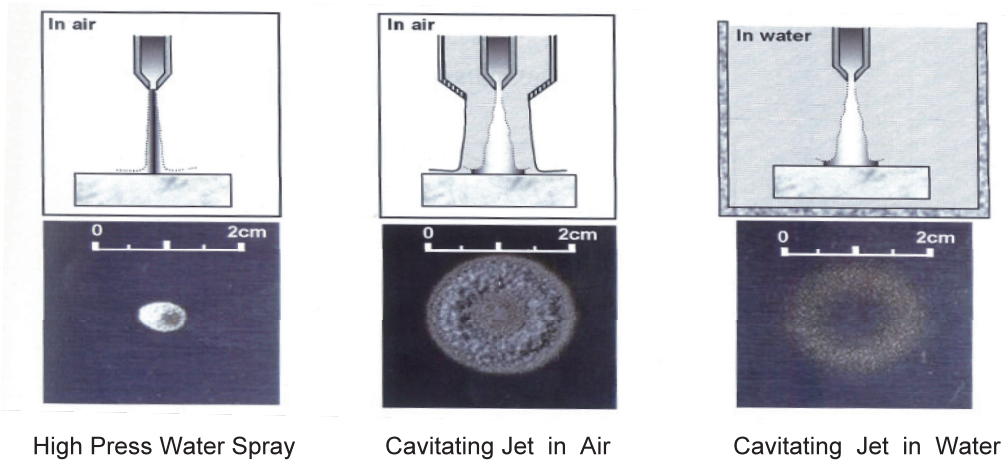 In air
In air
In water
0 2cm
0 2cm
0 2cm
High Press Water Spray
Cavitating Jet in Air
Cavitating Jet in Water